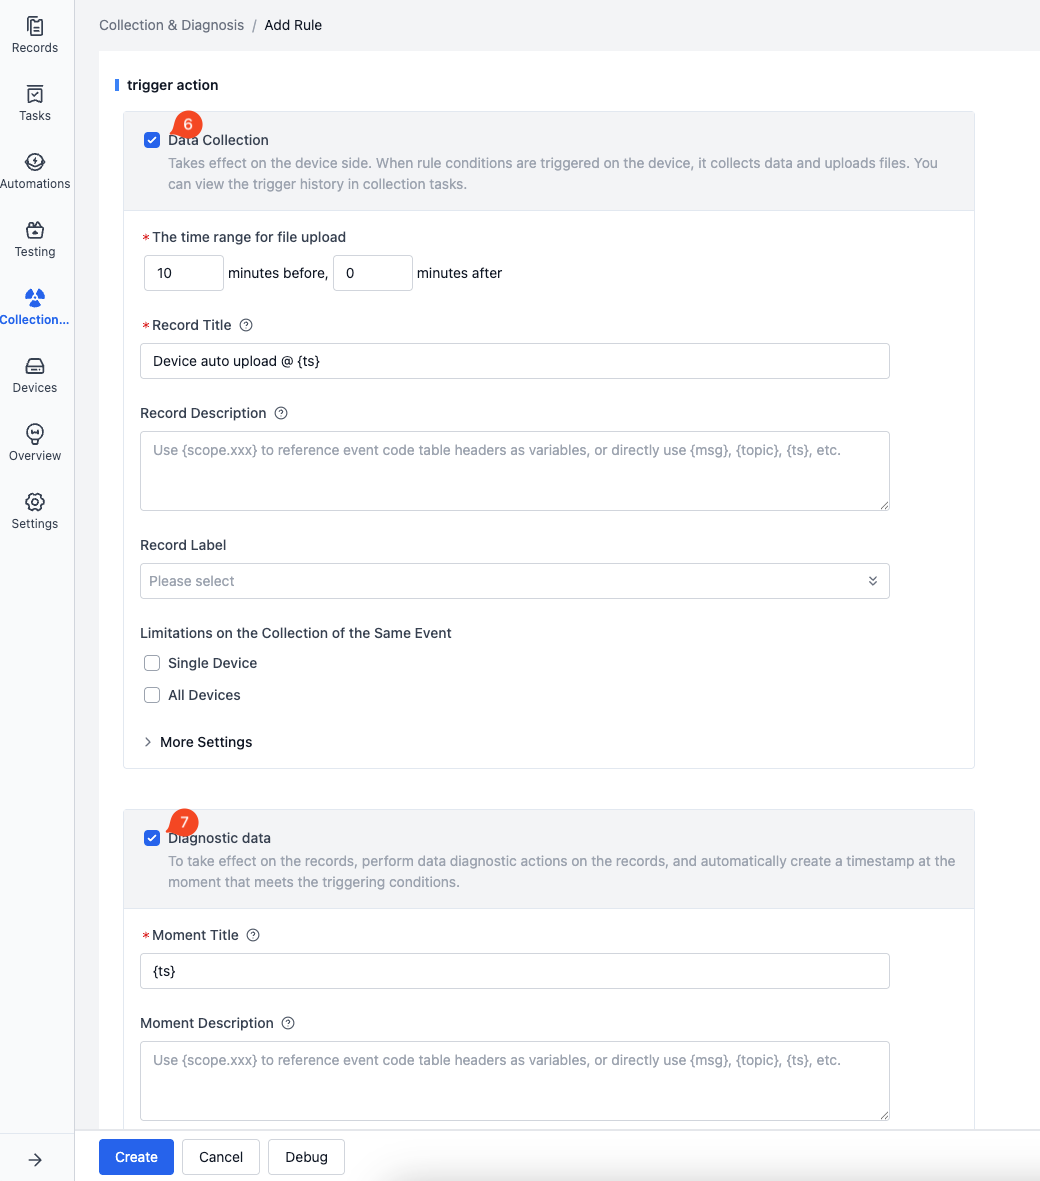 Records
Tasks
Automations
Testing
Collection...
Devices
Overview
Settings
Collection & Diagnosis / Add Rule
trigger action
6
Data Collection
Takes effect on the device side. When rule conditions are triggered on the device, it collects data and uploads files. You
can view the trigger history in collection tasks.
* The time range for file upload
10 minutes before, 0 minutes after
* Record Title
Device auto upload @ {ts}
Record Description
Use {scope.xxx} to reference event code table headers as variables, or directly use {msg}, {topic}, {ts}, etc.
Record Label
Please select
Limitations on the Collection of the Same Event
Single Device
All Devices
More Settings
7
Diagnostic data
To take effect on the records, perform data diagnostic actions on the records, and automatically create a timestamp at the
moment that meets the triggering conditions.
* Moment Title
{ts}
Moment Description
Use {scope.xxx} to reference event code table headers as variables, or directly use {msg}, {topic}, {ts}, etc.
Create Cancel Debug